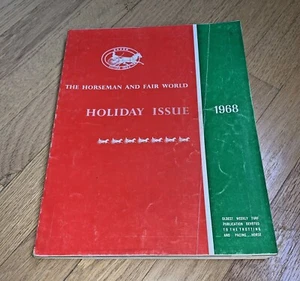 THE HORSEMAN AND FAIR WORLD
HOLIDAY ISSUE 1968
OLDEST WEEKLY TURF
PUBLICATION DEVOTED
TO THE TROTTING
AND PACING HORSE